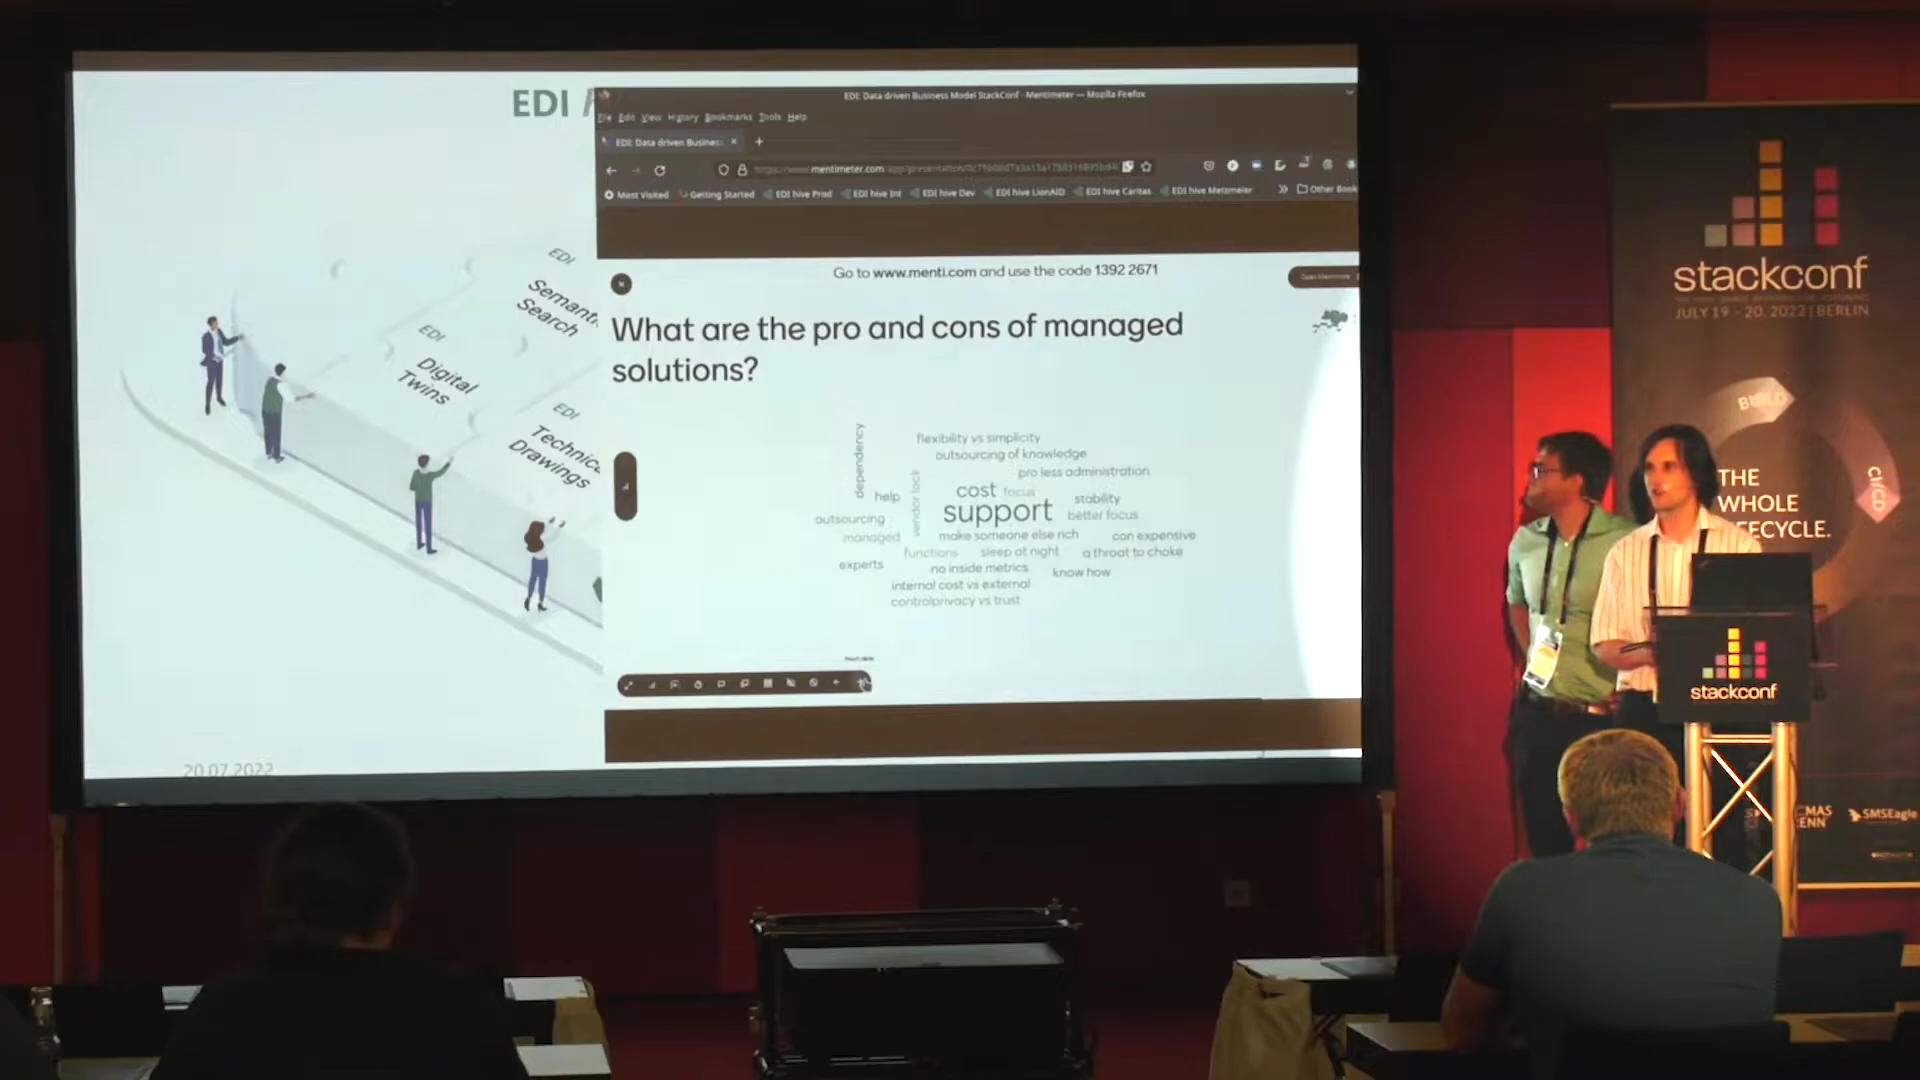 EDI
EDI: Data driven Business Model StackConf - Mentimeter — Mozilla Firefox
File Edit View History Bookmarks Tools Help
EDI: Data driven Business
mentimeter.com
Most Visited Getting Started EDI hive Prod EDI hive Int EDI hive Dev EDI hive LionAID EDI hive Caritas EDI hive Metzmeier Other Book
Go to www.menti.com and use the code 1392 2671
What are the pro and cons of managed
solutions?
dependency
flexibility vs simplicity
outsourcing of knowledge
pro less administration
vendor lock
help
cost
focus
stability
support
better focus
outsourcing
managed
make someone else rich
can expensive
functions
sleep at night
a throat to choke
experts
no inside metrics
know how
internal cost vs external
controlprivacy vs trust
Next slide
EDI
Semantic
Search
EDI
Digital
Twins
EDI
Technical
Drawings
20.07.2022
stackconf
JULY 19 - 20, 2022 | BERLIN
BUILD
CI/CD
THE
WHOLE
LIFECYCLE.
stackconf
SMSEagle